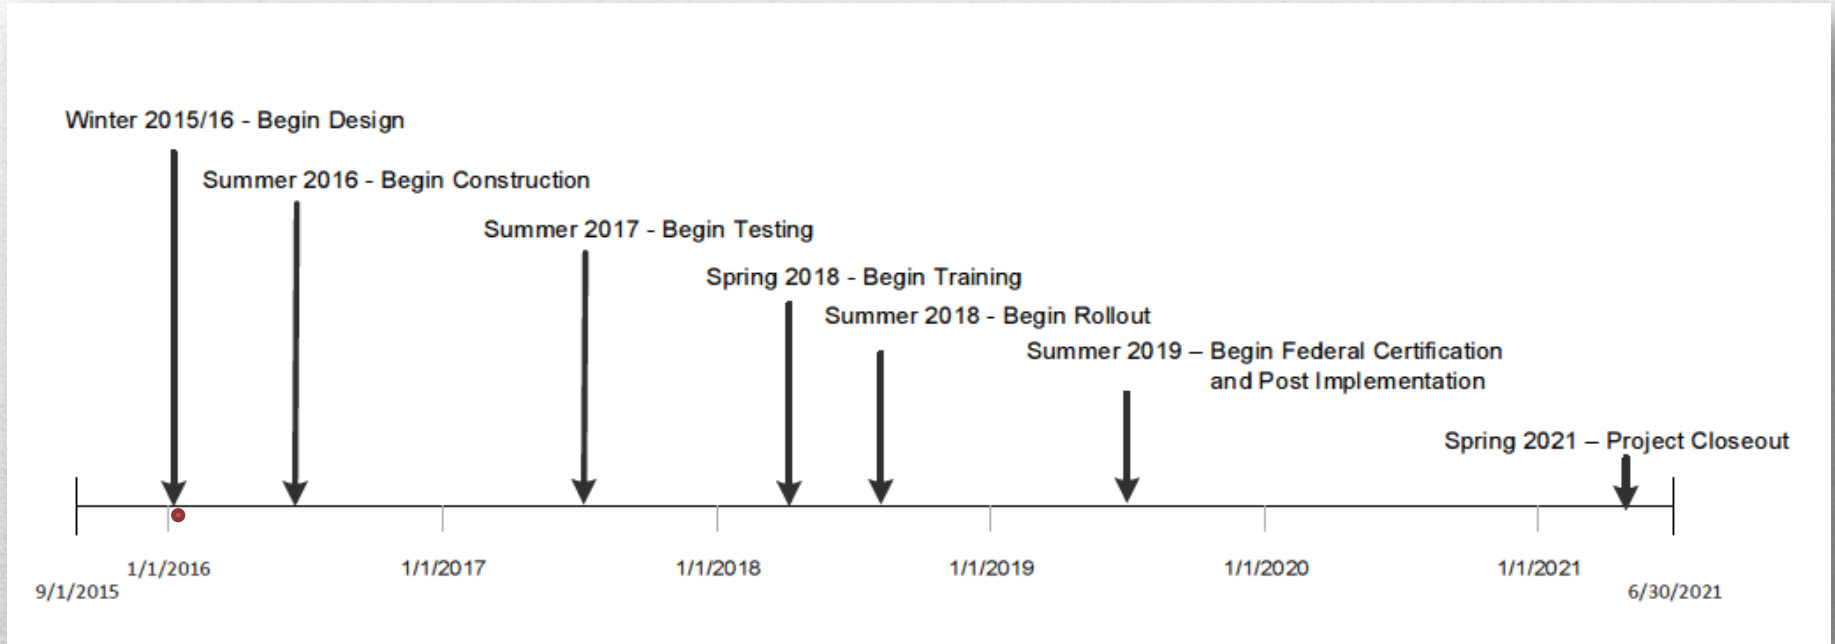 Winter 2015/16 - Begin Design
Summer 2016 - Begin Construction
Summer 2017 - Begin Testing
Spring 2018 - Begin Training
Summer 2018 - Begin Rollout
Summer 2019 – Begin Federal Certification
and Post Implementation
Spring 2021 – Project Closeout
1/1/2016
1/1/2017
1/1/2018
1/1/2019
1/1/2020
1/1/2021
9/1/2015
6/30/2021